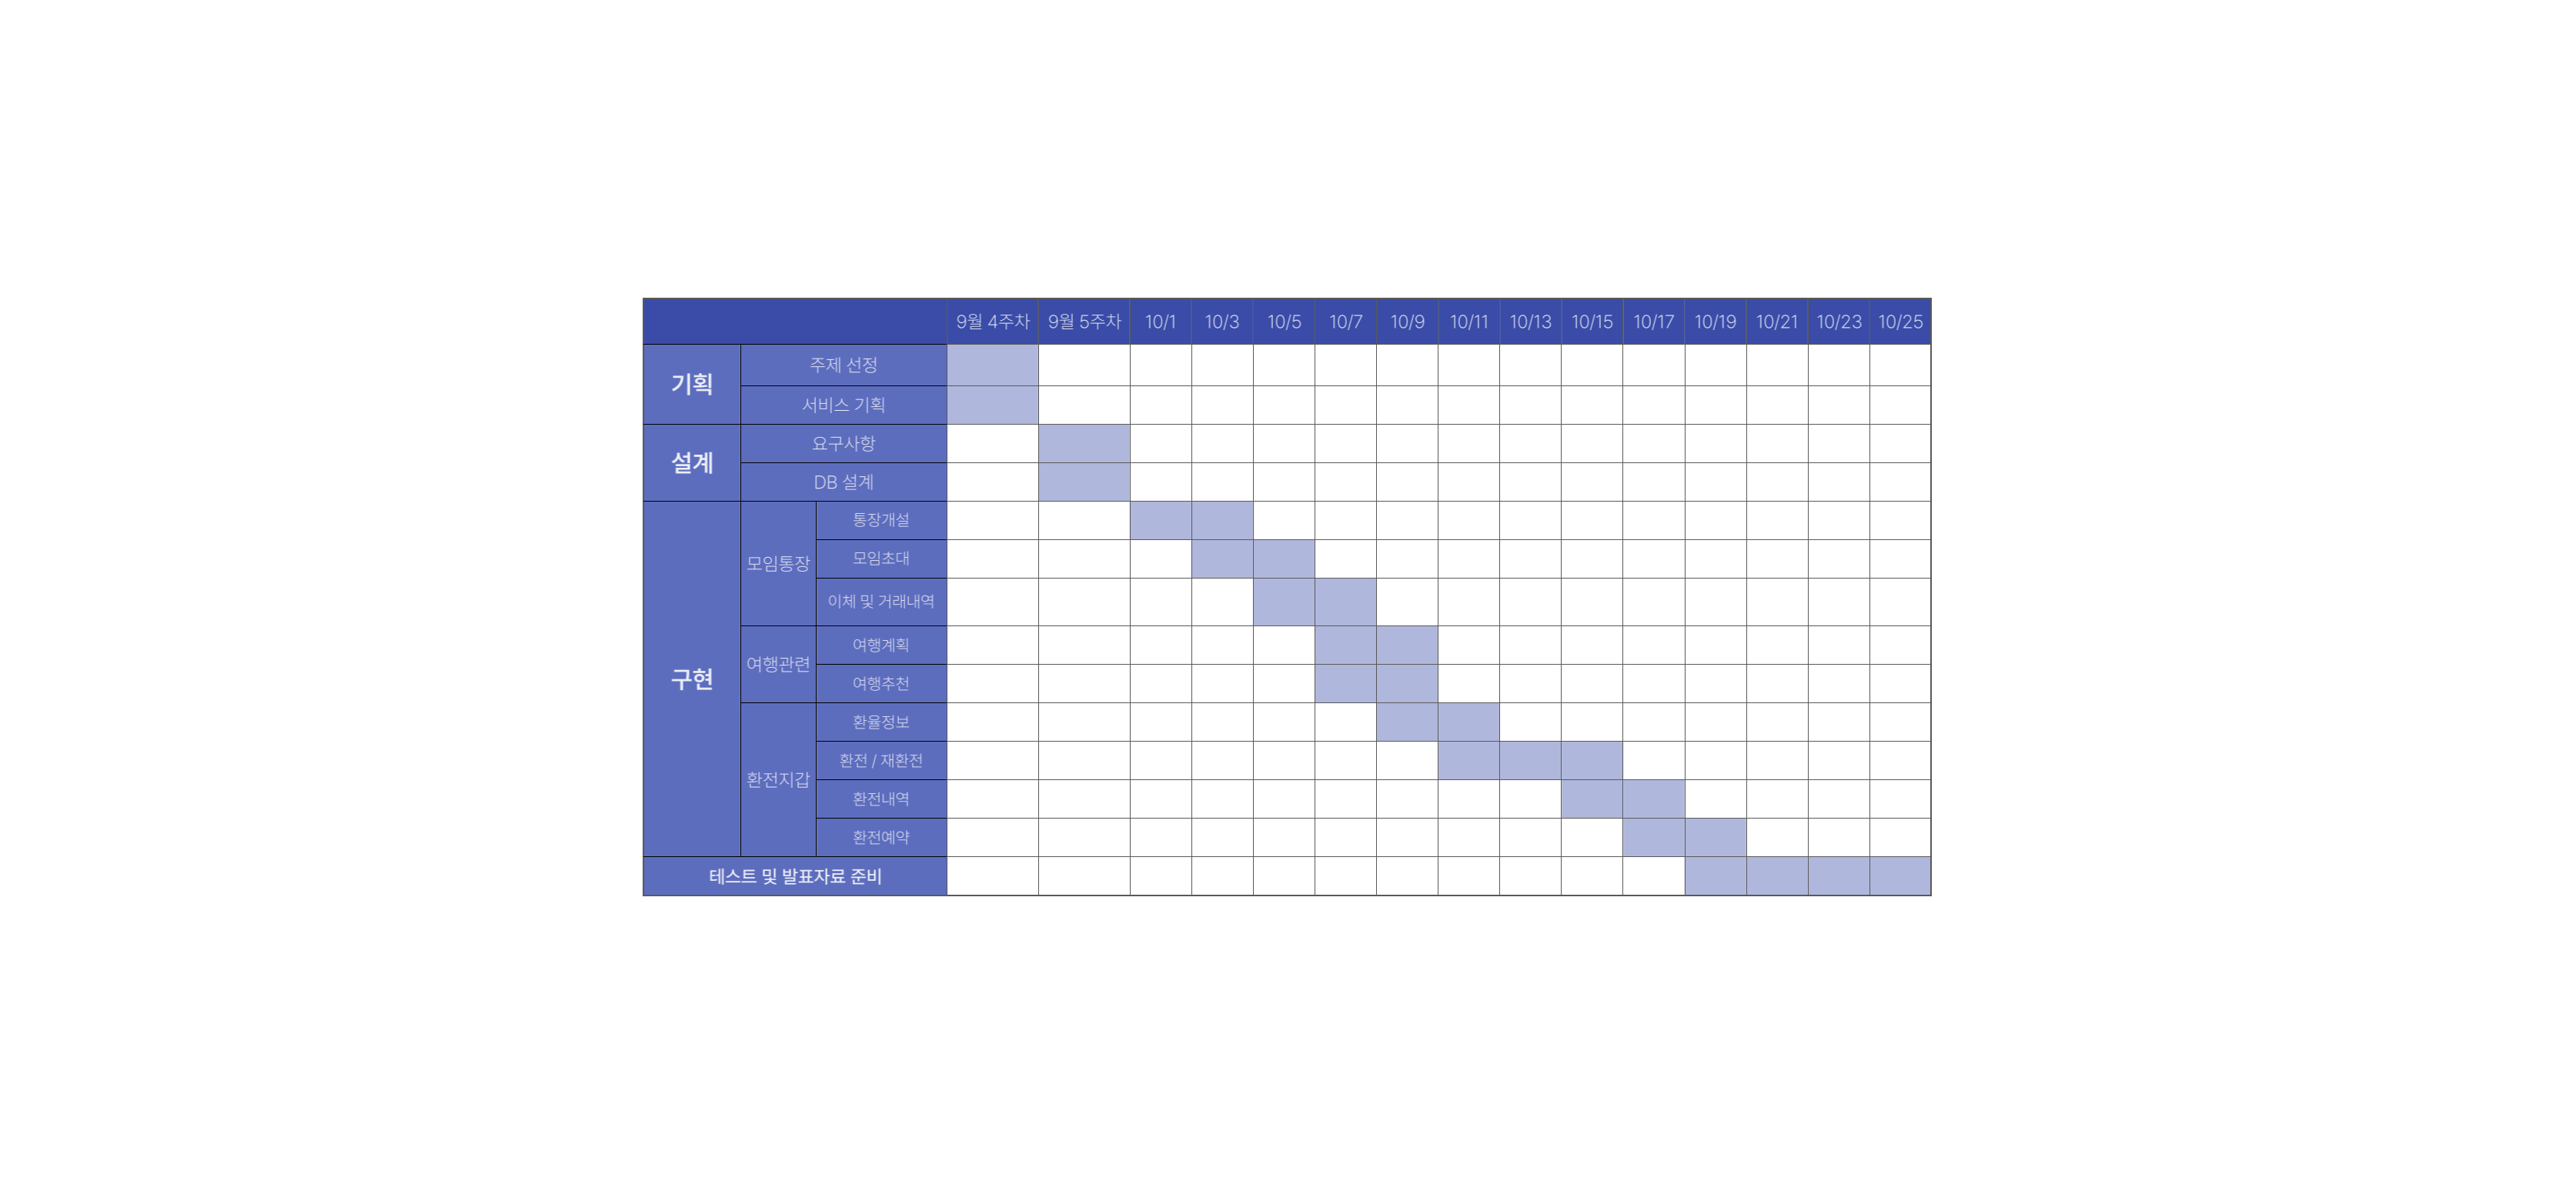 9월 4주차 9월 5주차 10/1 10/3 10/5 10/7 10/9 10/11 10/13 10/15 10/17 10/19 10/21 10/23 10/25
기획
주제 선정
서비스 기획
설계
요구사항
DB 설계
구현
모임통장
통장개설
모임초대
이체 및 거래내역
여행관련
여행계획
여행추천
환전지갑
환율정보
환전 / 재환전
환전내역
환전예약
테스트 및 발표자료 준비